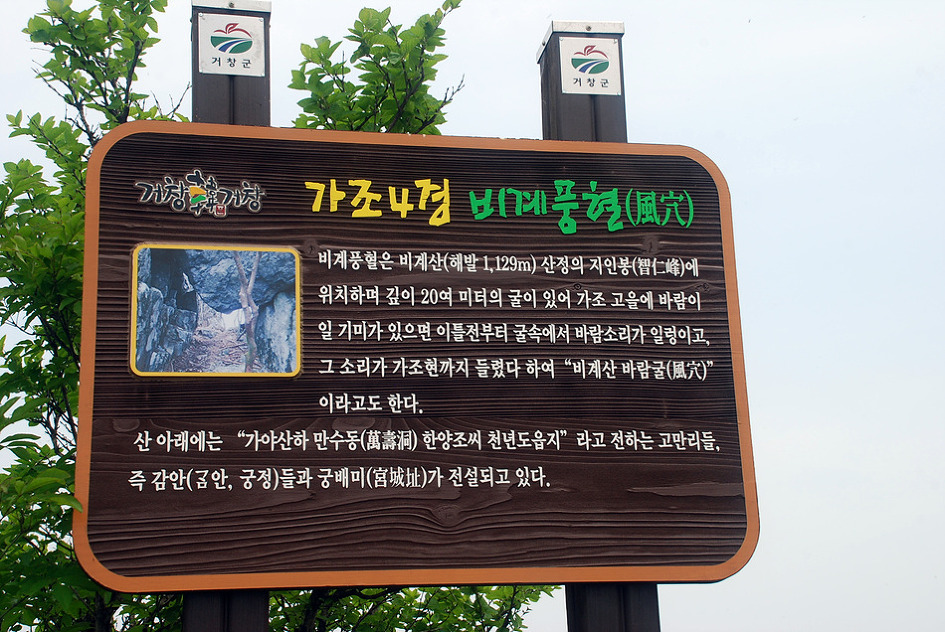 거창군
거창군
거창韓거창
가조4경 비계풍혈(風穴)
비계풍혈은 비계산(해발 1,129m) 산정의 지인봉(智仁峰)에
위치하며 깊이 20여 미터의 굴이 있어 가조 고을에 바람이
일 기미가 있으면 이틀전부터 굴속에서 바람소리가 일렁이고,
그 소리가 가조현까지 들렸다 하여 “비계산 바람굴(風穴)”
이라고도 한다.
산 아래에는 “가야산하 만수동(萬壽洞) 한양조씨 천년도읍지” 라고 전하는 고만리들,
즉 감안(궁정)들과 궁배미(宮城址)가 전설되고 있다.